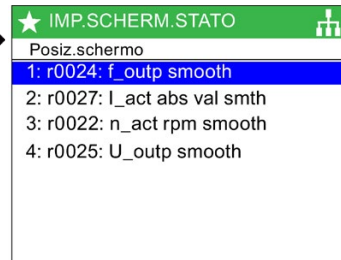 IMP.SCHERM.STATO
Posiz.schermo
1: r0024: f_outp smooth
2: r0027: I_act abs val smth
3: r0022: n_act rpm smooth
4: r0025: U_outp smooth